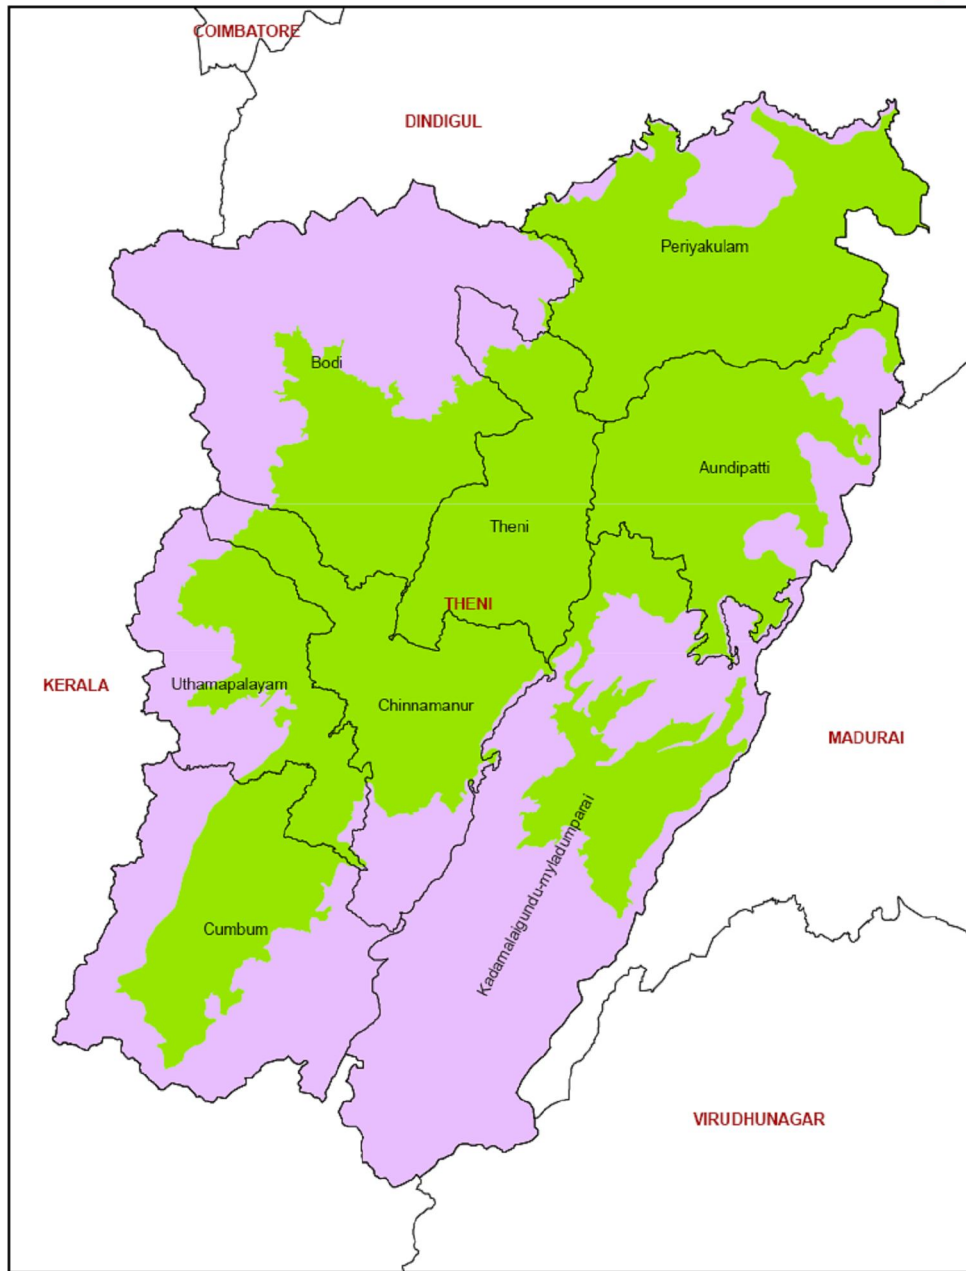 COIMBATORE
DINDIGUL
Periyakulam
Bodi
Aundipatti
Theni
THENI
KERALA
Uthamapalayam
Chinnamanur
MADURAI
Kadamalaigundu-myladumparai
Cumbum
VIRUDHUNAGAR